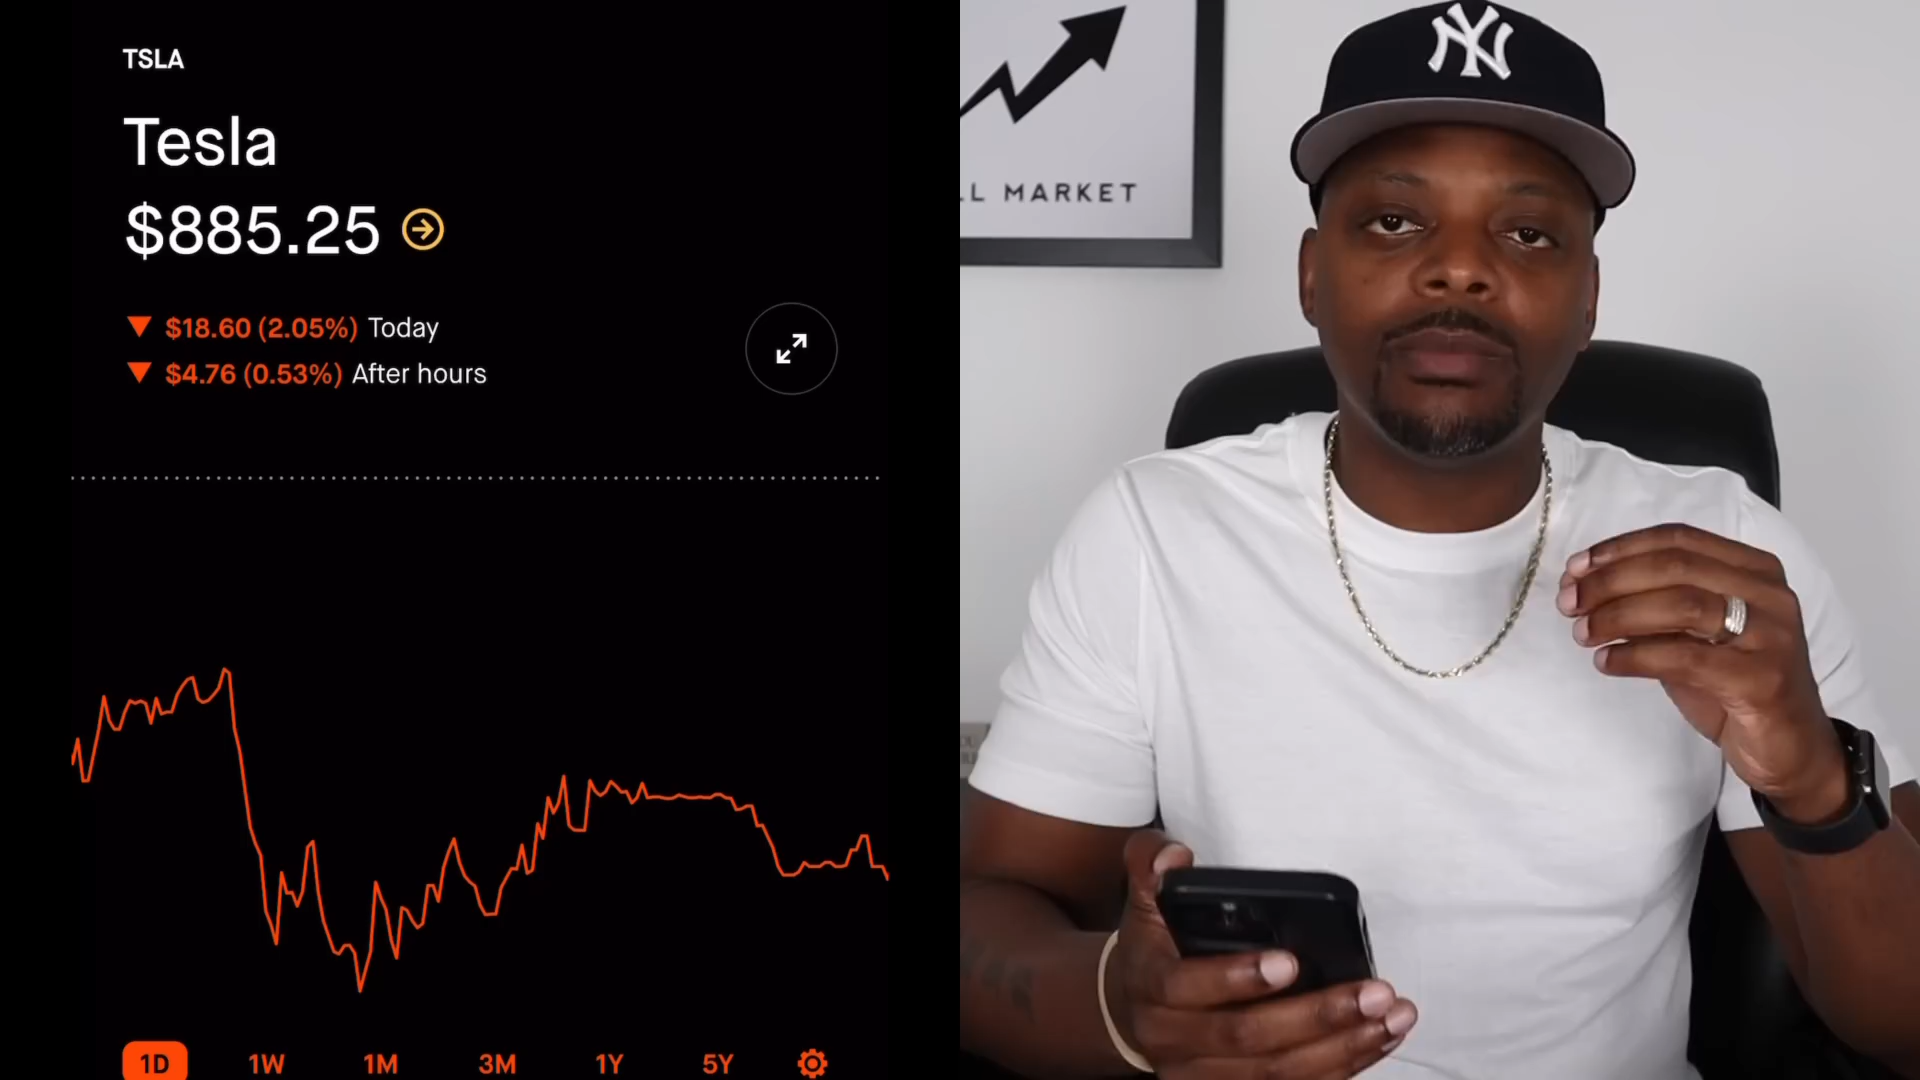 TSLA
Tesla
$885.25
$18.60 (2.05%) Today
$4.76 (0.53%) After hours
1D 1W 1M 3M 1Y 5Y
LL MARKET
NY